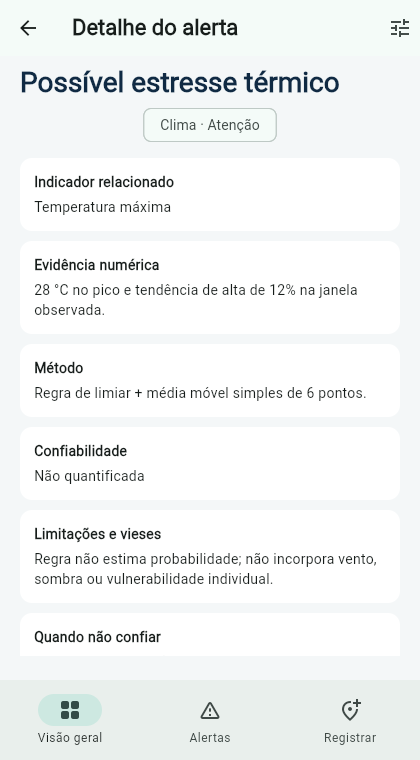 Detalhe do alerta
Possível estresse térmico
Clima · Atenção
Indicador relacionado
Temperatura máxima
Evidência numérica
28 °C no pico e tendência de alta de 12% na janela
observada.
Método
Regra de limiar + média móvel simples de 6 pontos.
Confiabilidade
Não quantificada
Limitações e vieses
Regra não estima probabilidade; não incorpora vento,
sombra ou vulnerabilidade individual.
Quando não confiar
Visão geral
Alertas
Registrar